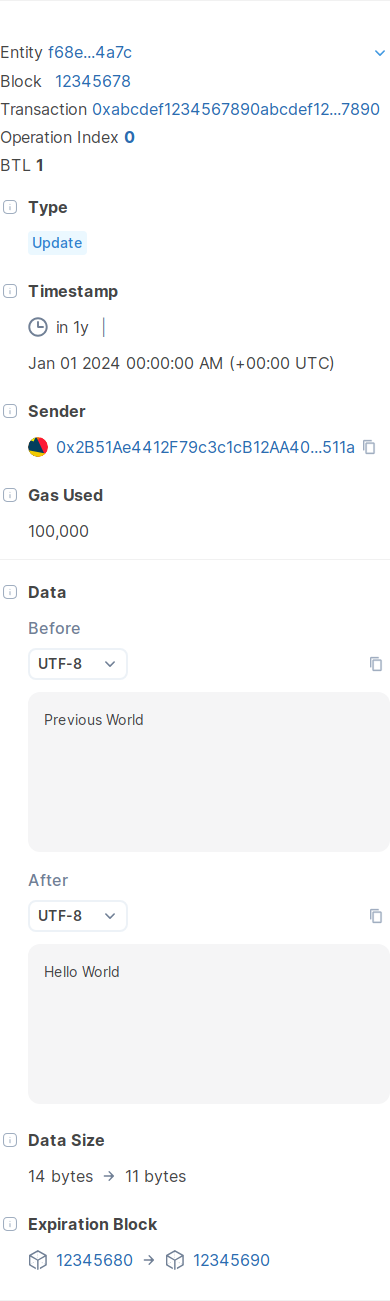 Entity f68e...4a7c
Block 12345678
Transaction 0xabcdef1234567890abcdef12...7890
Operation Index 0
BTL 1
Type
Update
Timestamp
in 1y |
Jan 01 2024 00:00:00 AM (+00:00 UTC)
Sender
0x2B51Ae4412F79c3c1cB12AA40...511a
Gas Used
100,000
Data
Before
UTF-8
Previous World
After
UTF-8
Hello World
Data Size
14 bytes → 11 bytes
Expiration Block
12345680 → 12345690